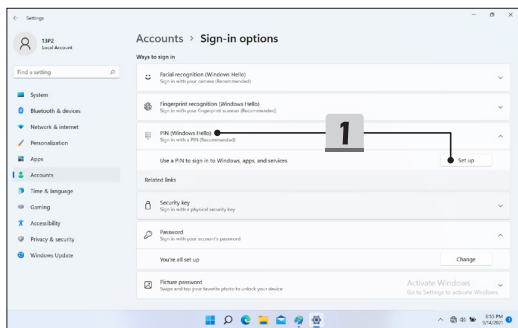 Settings
13P2
Local Account
Find a setting
System
Bluetooth & devices
Network & internet
Personalization
Apps
Accounts
Time & language
Gaming
Accessibility
Privacy & security
Windows Update
Accounts > Sign-in options
Ways to sign in
Facial recognition (Windows Hello)
Sign in with your camera (Recommended)
Fingerprint recognition (Windows Hello)
Sign in with your fingerprint scanner (Recommended)
PIN (Windows Hello)
Sign in with a PIN (Recommended)
1
Use a PIN to sign in to Windows, apps, and services
Set up
Related links
Security key
Sign in with a physical security key
Password
Sign in with your account's password
You're all set up
Change
Picture password
Swipe and tap your favorite photo to unlock your device
Activate Windows
Go to Settings to activate Windows.
8:55 PM
9/14/2021